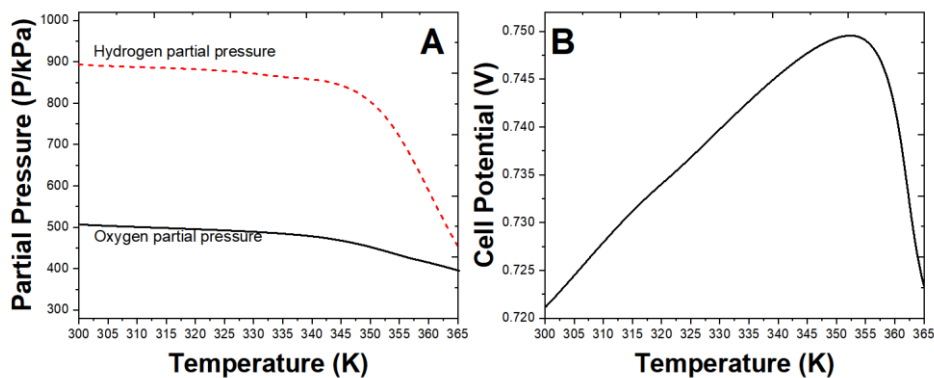 A
Hydrogen partial pressure
Oxygen partial pressure
Partial Pressure (P/kPa)
1000
900
800
700
600
500
400
300
300 305 310 315 320 325 330 335 340 345 350 355 360 365
Temperature (K)
B
Cell Potential (V)
0.750
0.745
0.740
0.735
0.730
0.725
0.720
300 305 310 315 320 325 330 335 340 345 350 355 360 365
Temperature (K)